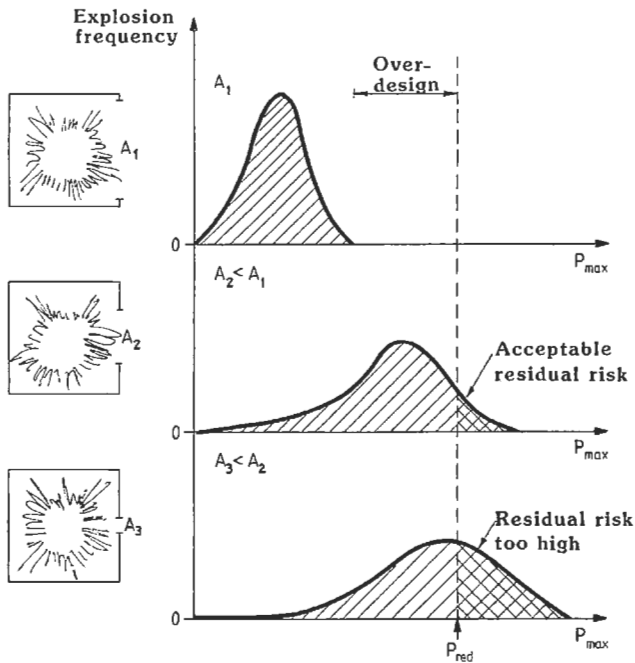 Explosion
frequency
A₁
Over-
design
A₁
0
Pmax
A₂ < A₁
A₂
Acceptable
residual risk
0
Pmax
A₃ < A₂
A₃
Residual risk
too high
0
Pmax
Pred